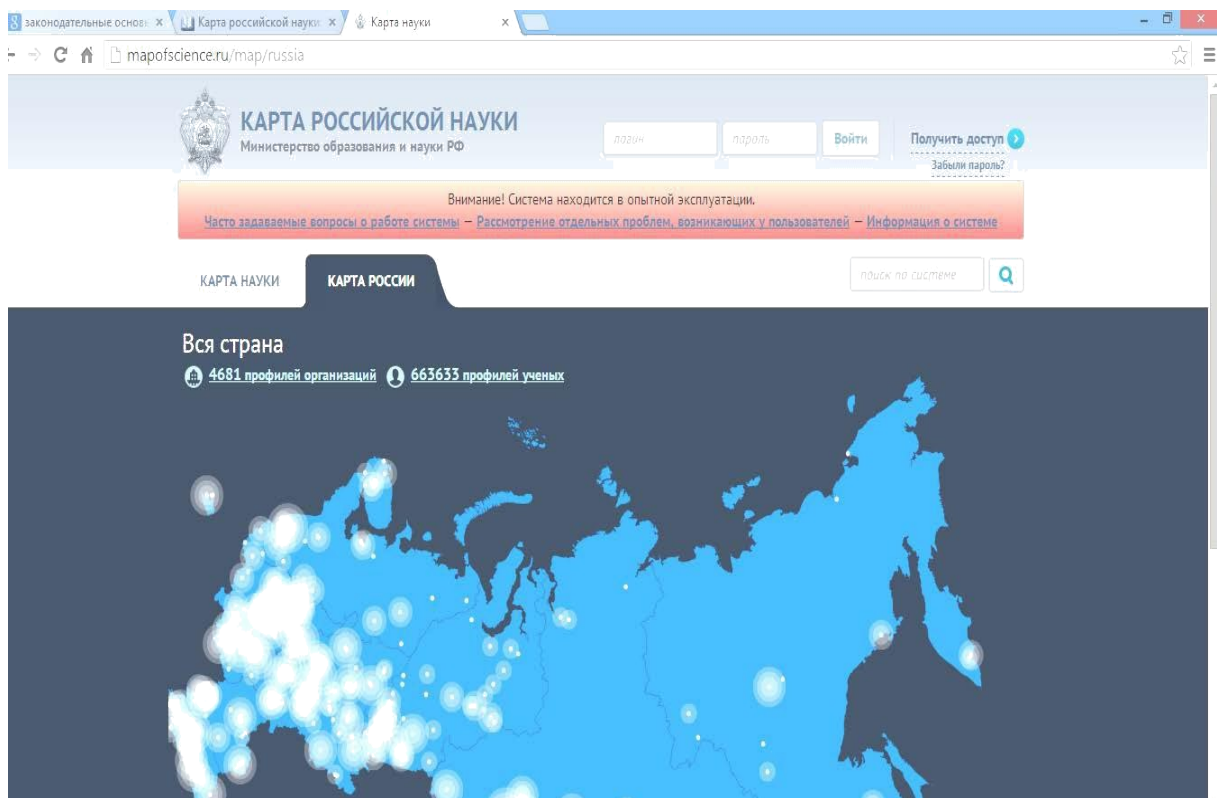 законодательные основы
Карта российской науки
Карта науки
mapofscience.ru/map/russia
КАРТА РОССИЙСКОЙ НАУКИ
Министерство образования и науки РФ
логин
пароль
Войти
Получить доступ
Забыли пароль?
Внимание! Система находится в опытной эксплуатации.
Часто задаваемые вопросы о работе системы — Рассмотрение отдельных проблем, возникающих у пользователей — Информация о системе
КАРТА НАУКИ
КАРТА РОССИИ
поиск по системе
Вся страна
4681 профилей организаций 663633 профилей ученых